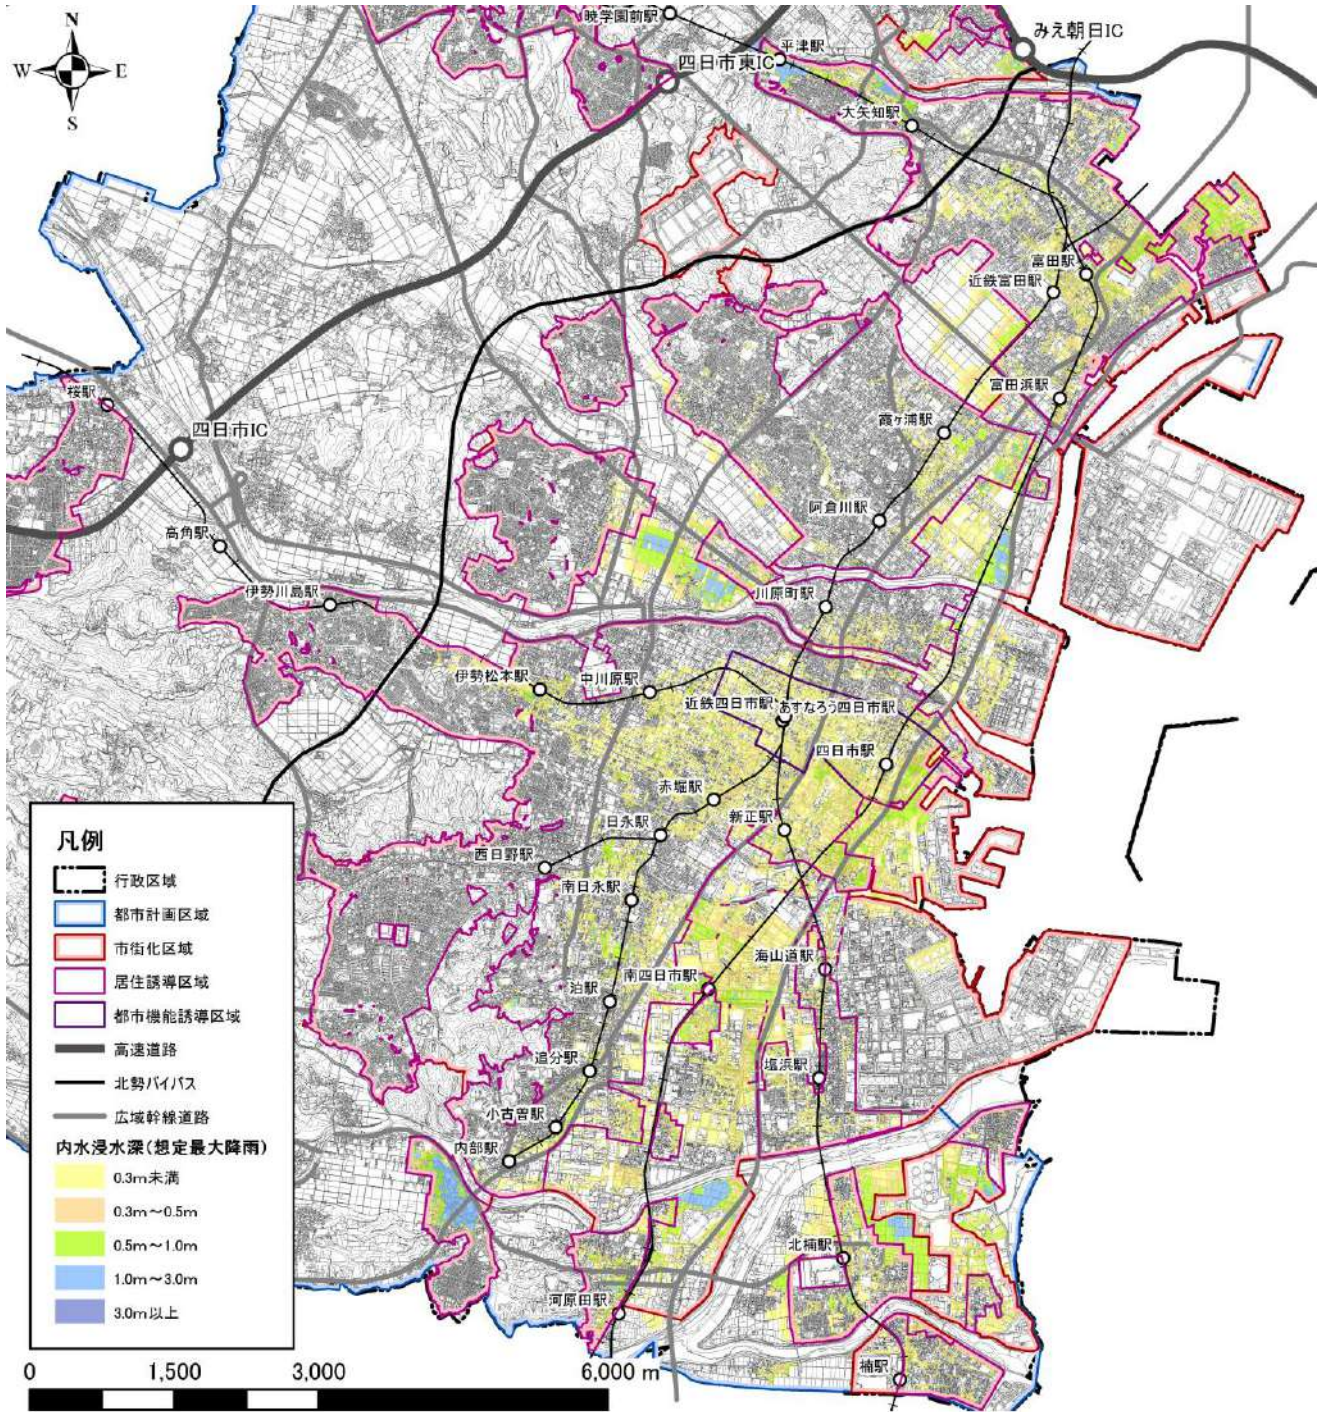 N
W
E
S
暁学園前駅
みえ朝日IC
平津駅
四日市東IC
大矢知駅
富田駅
近鉄富田駅
富田浜駅
桜駅
霞ヶ浦駅
四日市IC
阿倉川駅
高角駅
伊勢川島駅
川原町駅
伊勢松本駅
中川原駅
近鉄四日市駅
あすなろう四日市駅
四日市駅
赤堀駅
日永駅
新正駅
西日野駅
南日永駅
海山道駅
南四日市駅
泊駅
追分駅
塩浜駅
小古曽駅
内部駅
北楠駅
河原田駅
楠駅
凡例
行政区域
都市計画区域
市街化区域
居住誘導区域
都市機能誘導区域
高速道路
北勢バイパス
広域幹線道路
内水浸水深(想定最大降雨)
0.3m未満
0.3m～0.5m
0.5m～1.0m
1.0m～3.0m
3.0m以上
0 1,500 3,000 6,000 m